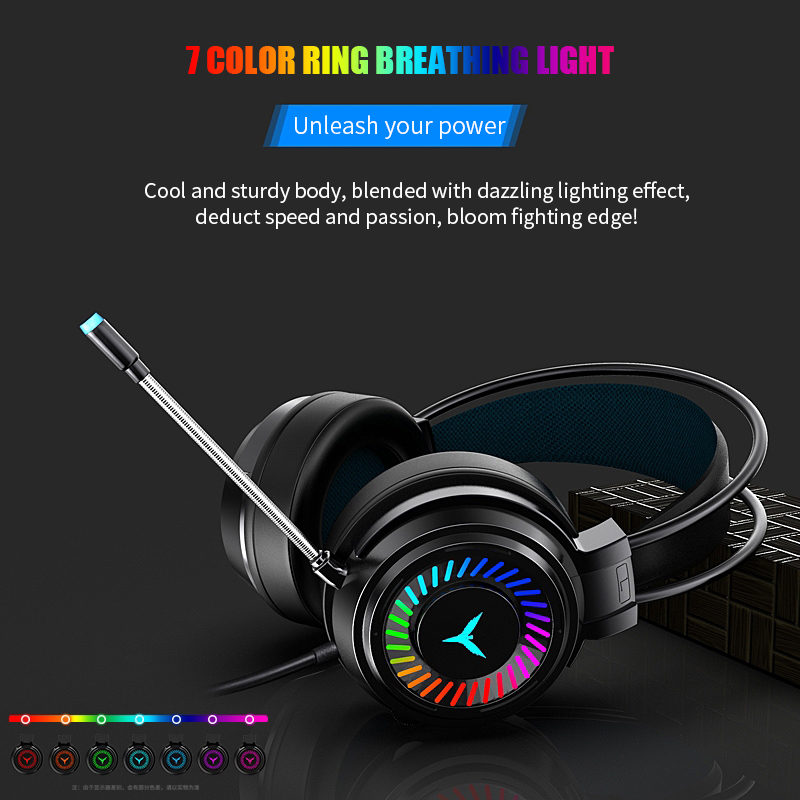 7 COLOR RING BREATHING LIGHT
Unleash your power
Cool and sturdy body, blended with dazzling lighting effect,
deduct speed and passion, bloom fighting edge!